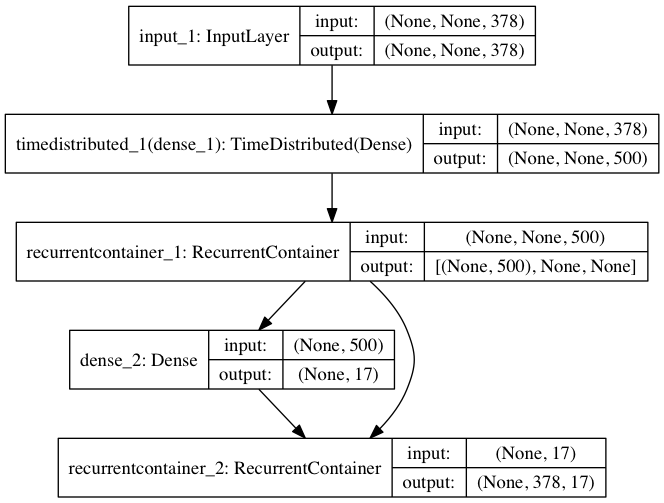 input_1: InputLayer
input:
(None, None, 378)
output:
(None, None, 378)
timedistributed_1(dense_1): TimeDistributed(Dense)
input:
(None, None, 378)
output:
(None, None, 500)
recurrentcontainer_1: RecurrentContainer
input:
(None, None, 500)
output:
[(None, 500), None, None]
dense_2: Dense
input:
(None, 500)
output:
(None, 17)
recurrentcontainer_2: RecurrentContainer
input:
(None, 17)
output:
(None, 378, 17)